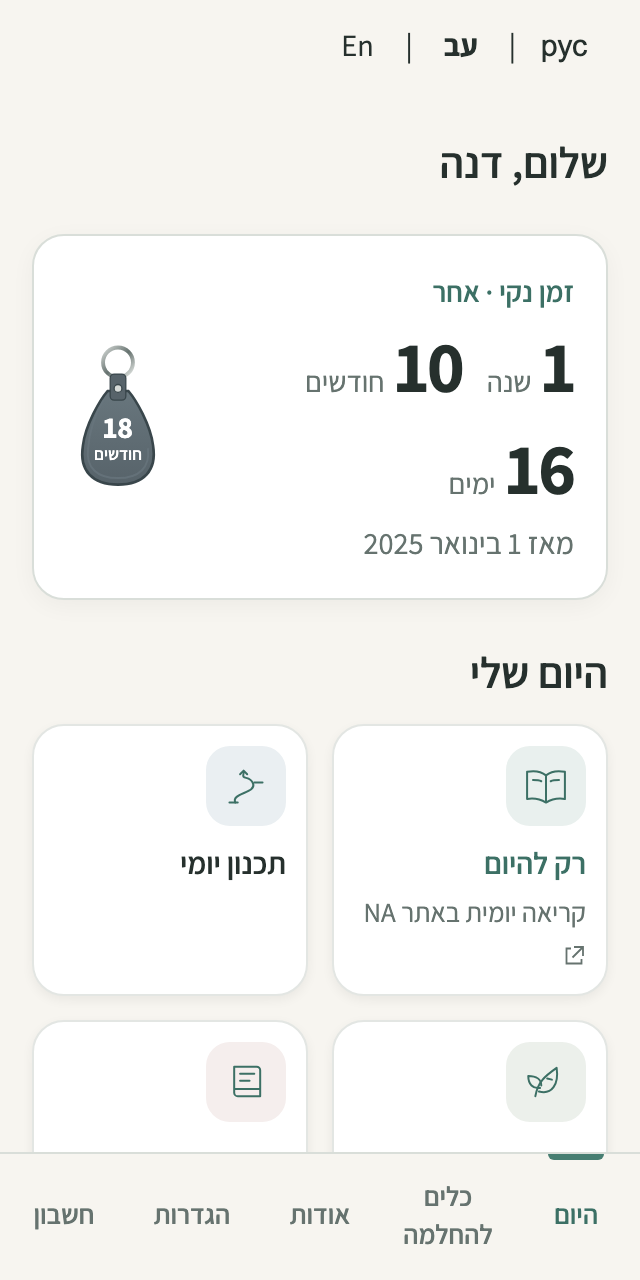 рус | עב | En
שלום, דנה
זמן נקי · אחר
1 שנה 10 חודשים
16 ימים
מאז 1 בינואר 2025
18
חודשים
היום שלי
רק להיום
קריאה יומית באתר NA
תכנון יומי
היום
כלים
להחלמה
אודות
הגדרות
חשבון